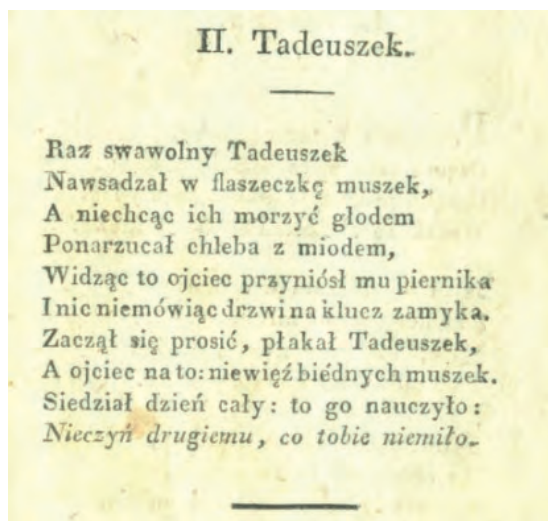 II. Tadeuszek.
Raz swawolny Tadeuszek
Nawsadzał w flaszeczkę muszek,
A niechcąc ich morzyć głodem
Ponarzucał chleba z miodem,
Widząc to ojciec przyniósł mu piernika
I nic niemówiąc drzwi na klucz zamyka.
Zaczął się prosić, płakał Tadeuszek,
A ojciec na to: niewięź biédnych muszek.
Siedział dzień cały: to go nauczyło:
Nieczyń drugiemu, co tobie niemiło.